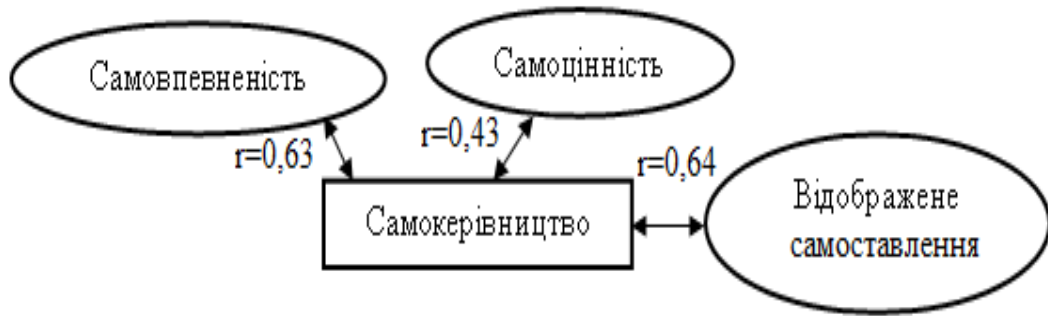 Самовпевненість
Самоцінність
r=0,63
r=0,43
r=0,64
Самокерівництво
Відображене
самоставлення